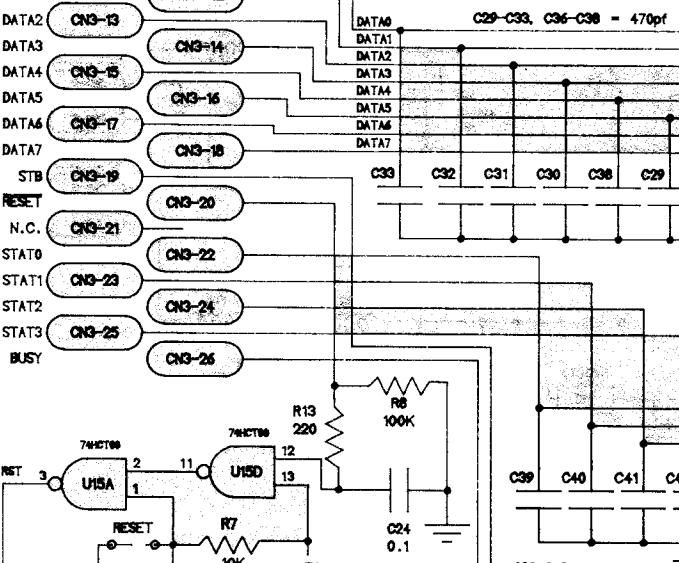 DATA2 CN3-13
DATA3 CN3-14
DATA4 CN3-15
DATA5 CN3-16
DATA6 CN3-17
DATA7 CN3-18
STB CN3-19
RESET CN3-20
N.C. CN3-21
STAT0 CN3-22
STAT1 CN3-23
STAT2 CN3-24
STAT3 CN3-25
BUSY CN3-26
C29-C33, C36-C38 = 470pf
DATA0
DATA1
DATA2
DATA3
DATA4
DATA5
DATA6
DATA7
C33 C32 C31 C30 C38 C29
R8
100K
R13
220
C24
0.1
C39 C40 C41
74HCT00
U15A
RST 3 2 1
74HCT00
U15D
11 12 13
RESET
R7
10K